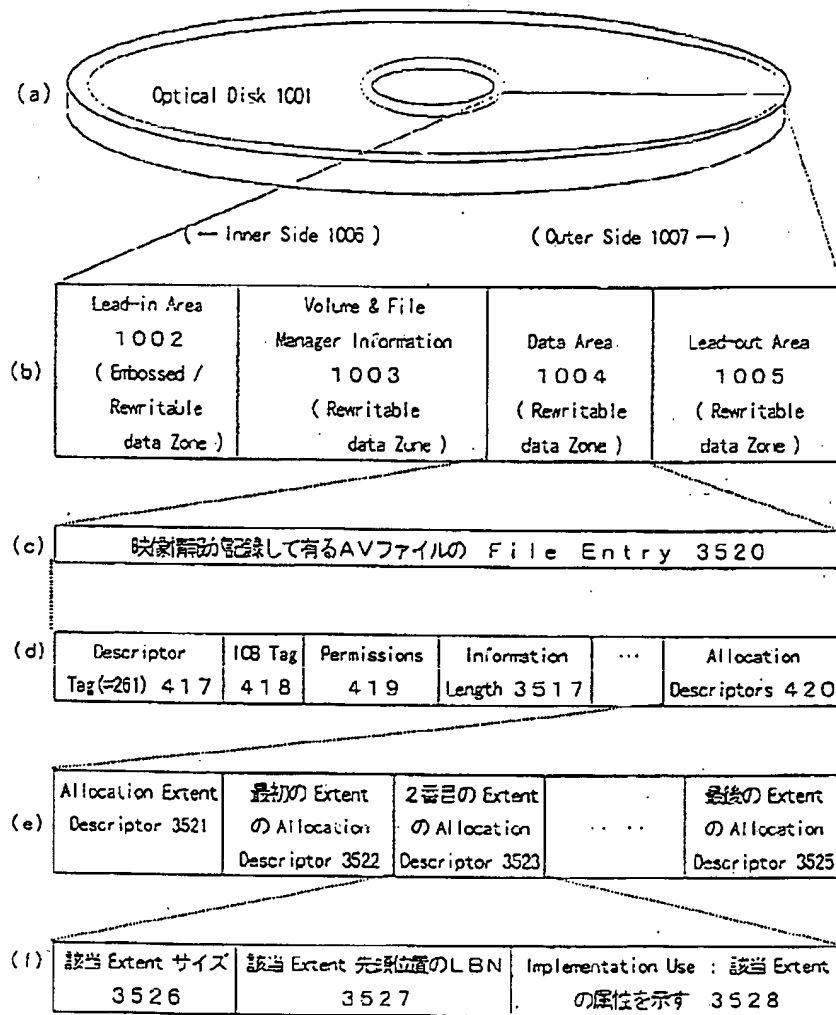 (a)
Optical Disk 1001
(← Inner Side 1006 )
( Outer Side 1007 →)
(b)
Lead-in Area
1002
( Embossed /
Rewritable
data Zone )
Volume & File
Manager Information
1003
( Rewritable
data Zone )
Data Area
1004
( Rewritable
data Zone )
Lead-out Area
1005
( Rewritable
data Zone )
(c)
映像情報が記録して有るAVファイルの File Entry 3520
(d)
Descriptor
Tag(=261) 417
ICB Tag
418
Permissions
419
Information
Length 3517
...
Allocation
Descriptors 420
(e)
Allocation Extent
Descriptor 3521
最初の Extent
の Allocation
Descriptor 3522
2番目の Extent
の Allocation
Descriptor 3523
.. ..
最後の Extent
の Allocation
Descriptor 3525
(f)
該当 Extent サイズ
3526
該当 Extent 先頭位置のLBN
3527
Implementation Use : 該当 Extent
の属性を示す 3528